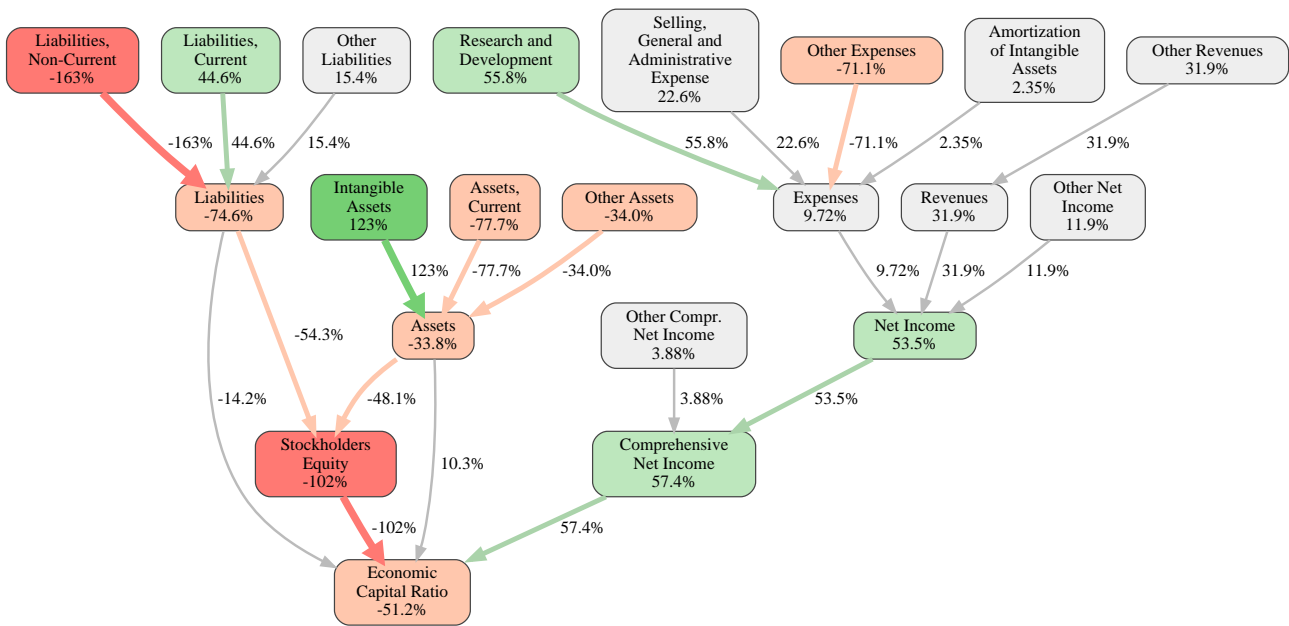 Liabilities,
Non-Current
-163%
Liabilities,
Current
44.6%
Other
Liabilities
15.4%
Research and
Development
55.8%
Selling,
General and
Administrative
Expense
22.6%
Other Expenses
-71.1%
Amortization
of Intangible
Assets
2.35%
Other Revenues
31.9%
-163%
44.6%
15.4%
55.8%
22.6%
-71.1%
2.35%
31.9%
Liabilities
-74.6%
Intangible
Assets
123%
Assets,
Current
-77.7%
Other Assets
-34.0%
Expenses
9.72%
Revenues
31.9%
Other Net
Income
11.9%
123%
-77.7%
-34.0%
9.72%
31.9%
11.9%
-54.3%
Assets
-33.8%
Other Compr.
Net Income
3.88%
Net Income
53.5%
-14.2%
-48.1%
3.88%
53.5%
Stockholders
Equity
-102%
10.3%
Comprehensive
Net Income
57.4%
-102%
57.4%
Economic
Capital Ratio
-51.2%